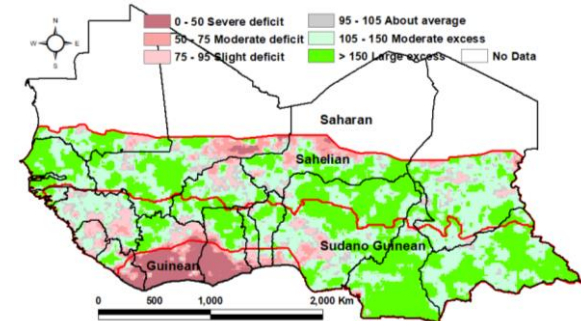 N
W E
S
0 - 50 Severe deficit
50 - 75 Moderate deficit
75 - 95 Slight deficit
95 - 105 About average
105 - 150 Moderate excess
> 150 Large excess
No Data
Saharan
Sahelian
Sudano Guinean
Guinean
0 500 1,000 2,000 Km